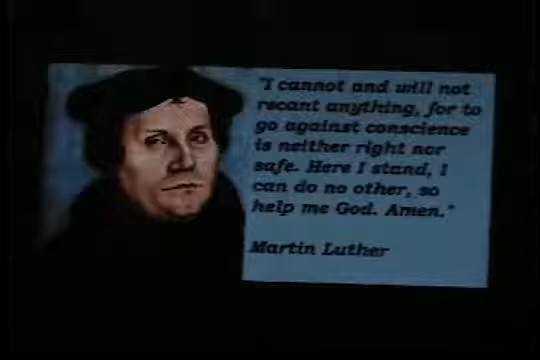 "I cannot and will not
recant anything, for to
go against conscience
is neither right nor
safe. Here I stand, I
can do no other, so
help me God. Amen."
Martin Luther